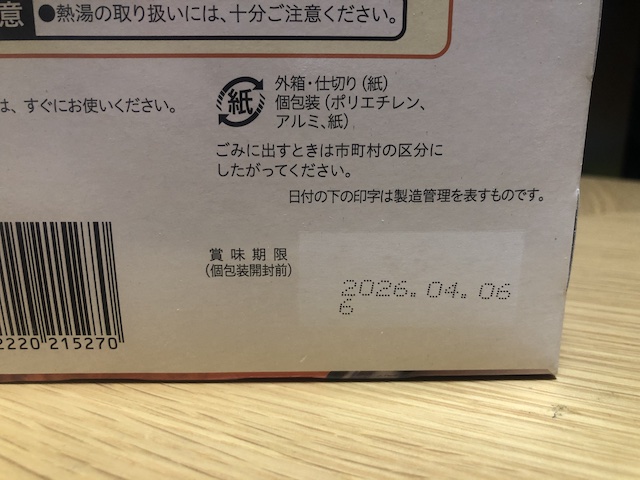 意 ●熱湯の取り扱いには、十分ご注意ください。
は、すぐにお使いください。
紙
外箱・仕切り(紙)
個包装(ポリエチレン、
アルミ、紙)
ごみに出すときは市町村の区分に
したがってください。
日付の下の印字は製造管理を表すものです。
賞味期限
(個包装開封前)
2026.04.06
6
2220 215270